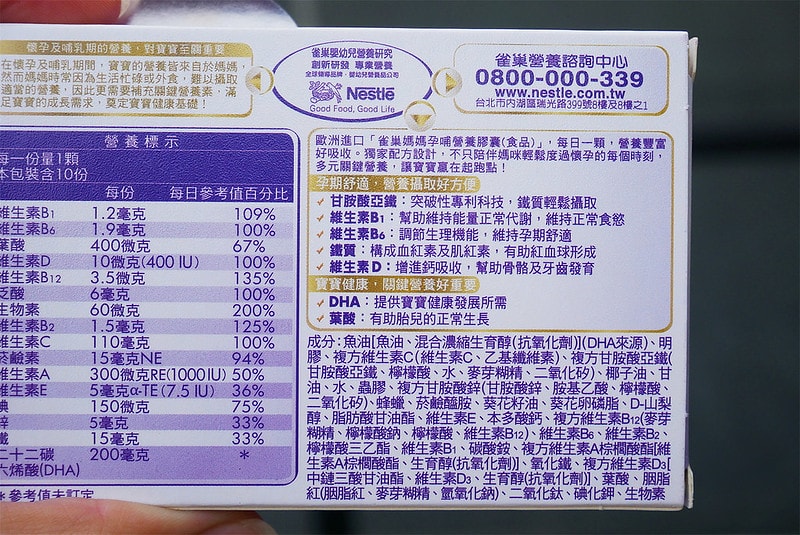 懷孕及哺乳期的營養，對寶寶至關重要
在懷孕及哺乳期間，寶寶的營養皆來自於媽媽，
然而媽媽時常因為生活忙碌或外食，難以攝取
適當的營養，因此更需要補充關鍵營養素，滿
足寶寶的成長需求，奠定寶寶健康基礎！
雀巢嬰幼兒營養研究
創新研發 專業營養
全球領導品牌，嬰幼兒營養品公司
Nestlé
Good Food, Good Life
雀巢營養諮詢中心
0800-000-339
www.nestle.com.tw
台北市內湖區瑞光路399號8樓及8樓之1
營養標示
每一份量1顆
本包裝含10份
每份 每日參考值百分比
維生素B1 1.2毫克 109%
維生素B6 1.9毫克 100%
葉酸 400微克 67%
維生素D 10微克(400 IU) 100%
維生素B12 3.5微克 135%
泛酸 6毫克 100%
生物素 60微克 200%
維生素B2 1.5毫克 125%
維生素C 110毫克 100%
菸鹼素 15毫克NE 94%
維生素A 300微克RE(1000IU) 50%
維生素E 5毫克α-TE (7.5 IU) 36%
碘 150微克 75%
鋅 5毫克 33%
鐵 15毫克 33%
二十二碳 200毫克 *
六烯酸(DHA)
*參考值未訂定
歐洲進口「雀巢媽媽孕哺營養膠囊(食品)」，每日一顆，營養豐富
好吸收。獨家配方設計，不只陪伴媽咪輕鬆度過懷孕的每個時刻，
多元關鍵營養，讓寶寶贏在起跑點！
孕期舒適，營養攝取好方便
甘胺酸亞鐵：突破性專利科技，鐵質輕鬆攝取
維生素B1：幫助維持能量正常代謝，維持正常食慾
維生素B6：調節生理機能，維持孕期舒適
鐵質：構成血紅素及肌紅素，有助紅血球形成
維生素D：增進鈣吸收，幫助骨骼及牙齒發育
寶寶健康，關鍵營養好重要
DHA：提供寶寶健康發展所需
葉酸：有助胎兒的正常生長
成分：魚油[魚油、混合濃縮生育醇(抗氧化劑)](DHA來源)、明
膠、複方維生素C(維生素C、乙基纖維素)、複方甘胺酸亞鐵(
甘胺酸亞鐵、檸檬酸、水、麥芽糊精、二氧化矽)、椰子油、甘
油、水、蟲膠、複方甘胺酸鋅(甘胺酸鋅、胺基乙酸、檸檬酸、
二氧化矽)、蜂蠟、菸鹼醯胺、葵花籽油、葵花卵磷脂、D-山梨
醇、脂肪酸甘油酯、維生素E、本多酸鈣、複方維生素B12(麥芽
糊精、檸檬酸鈉、檸檬酸、維生素B12)、維生素B6、維生素B2、
檸檬酸三乙酯、維生素B1、碳酸銨、複方維生素A棕櫚酸酯[維
生素A棕櫚酸酯、生育醇(抗氧化劑)]、氧化鐵、複方維生素D3[
中鏈三酸甘油酯、維生素D3、生育醇(抗氧化劑)]、葉酸、胭脂
紅(胭脂紅、麥芽糊精、氫氧化鈉)、二氧化鈦、碘化鉀、生物素